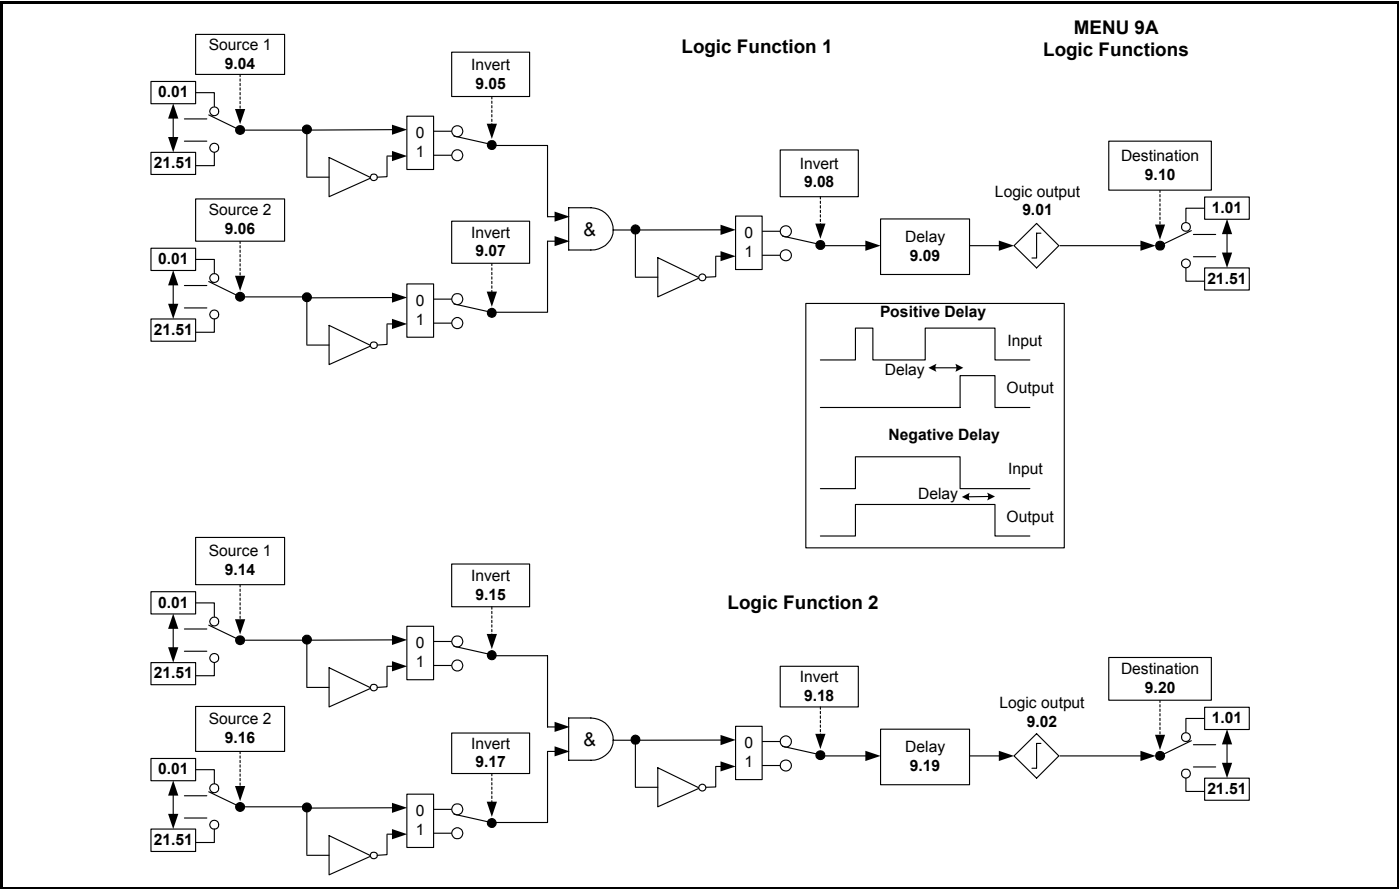 MENU 9A
Logic Functions
Logic Function 1
Source 1
9.04
Invert
9.05
0.01
21.51
0
1
Source 2
9.06
Invert
9.07
0.01
21.51
0
1
&
Invert
9.08
0
1
Delay
9.09
Logic output
9.01
Destination
9.10
1.01
21.51
Positive Delay
Input
Delay
Output
Negative Delay
Input
Delay
Output
Logic Function 2
Source 1
9.14
Invert
9.15
0.01
21.51
0
1
Source 2
9.16
Invert
9.17
0.01
21.51
0
1
&
Invert
9.18
0
1
Delay
9.19
Logic output
9.02
Destination
9.20
1.01
21.51